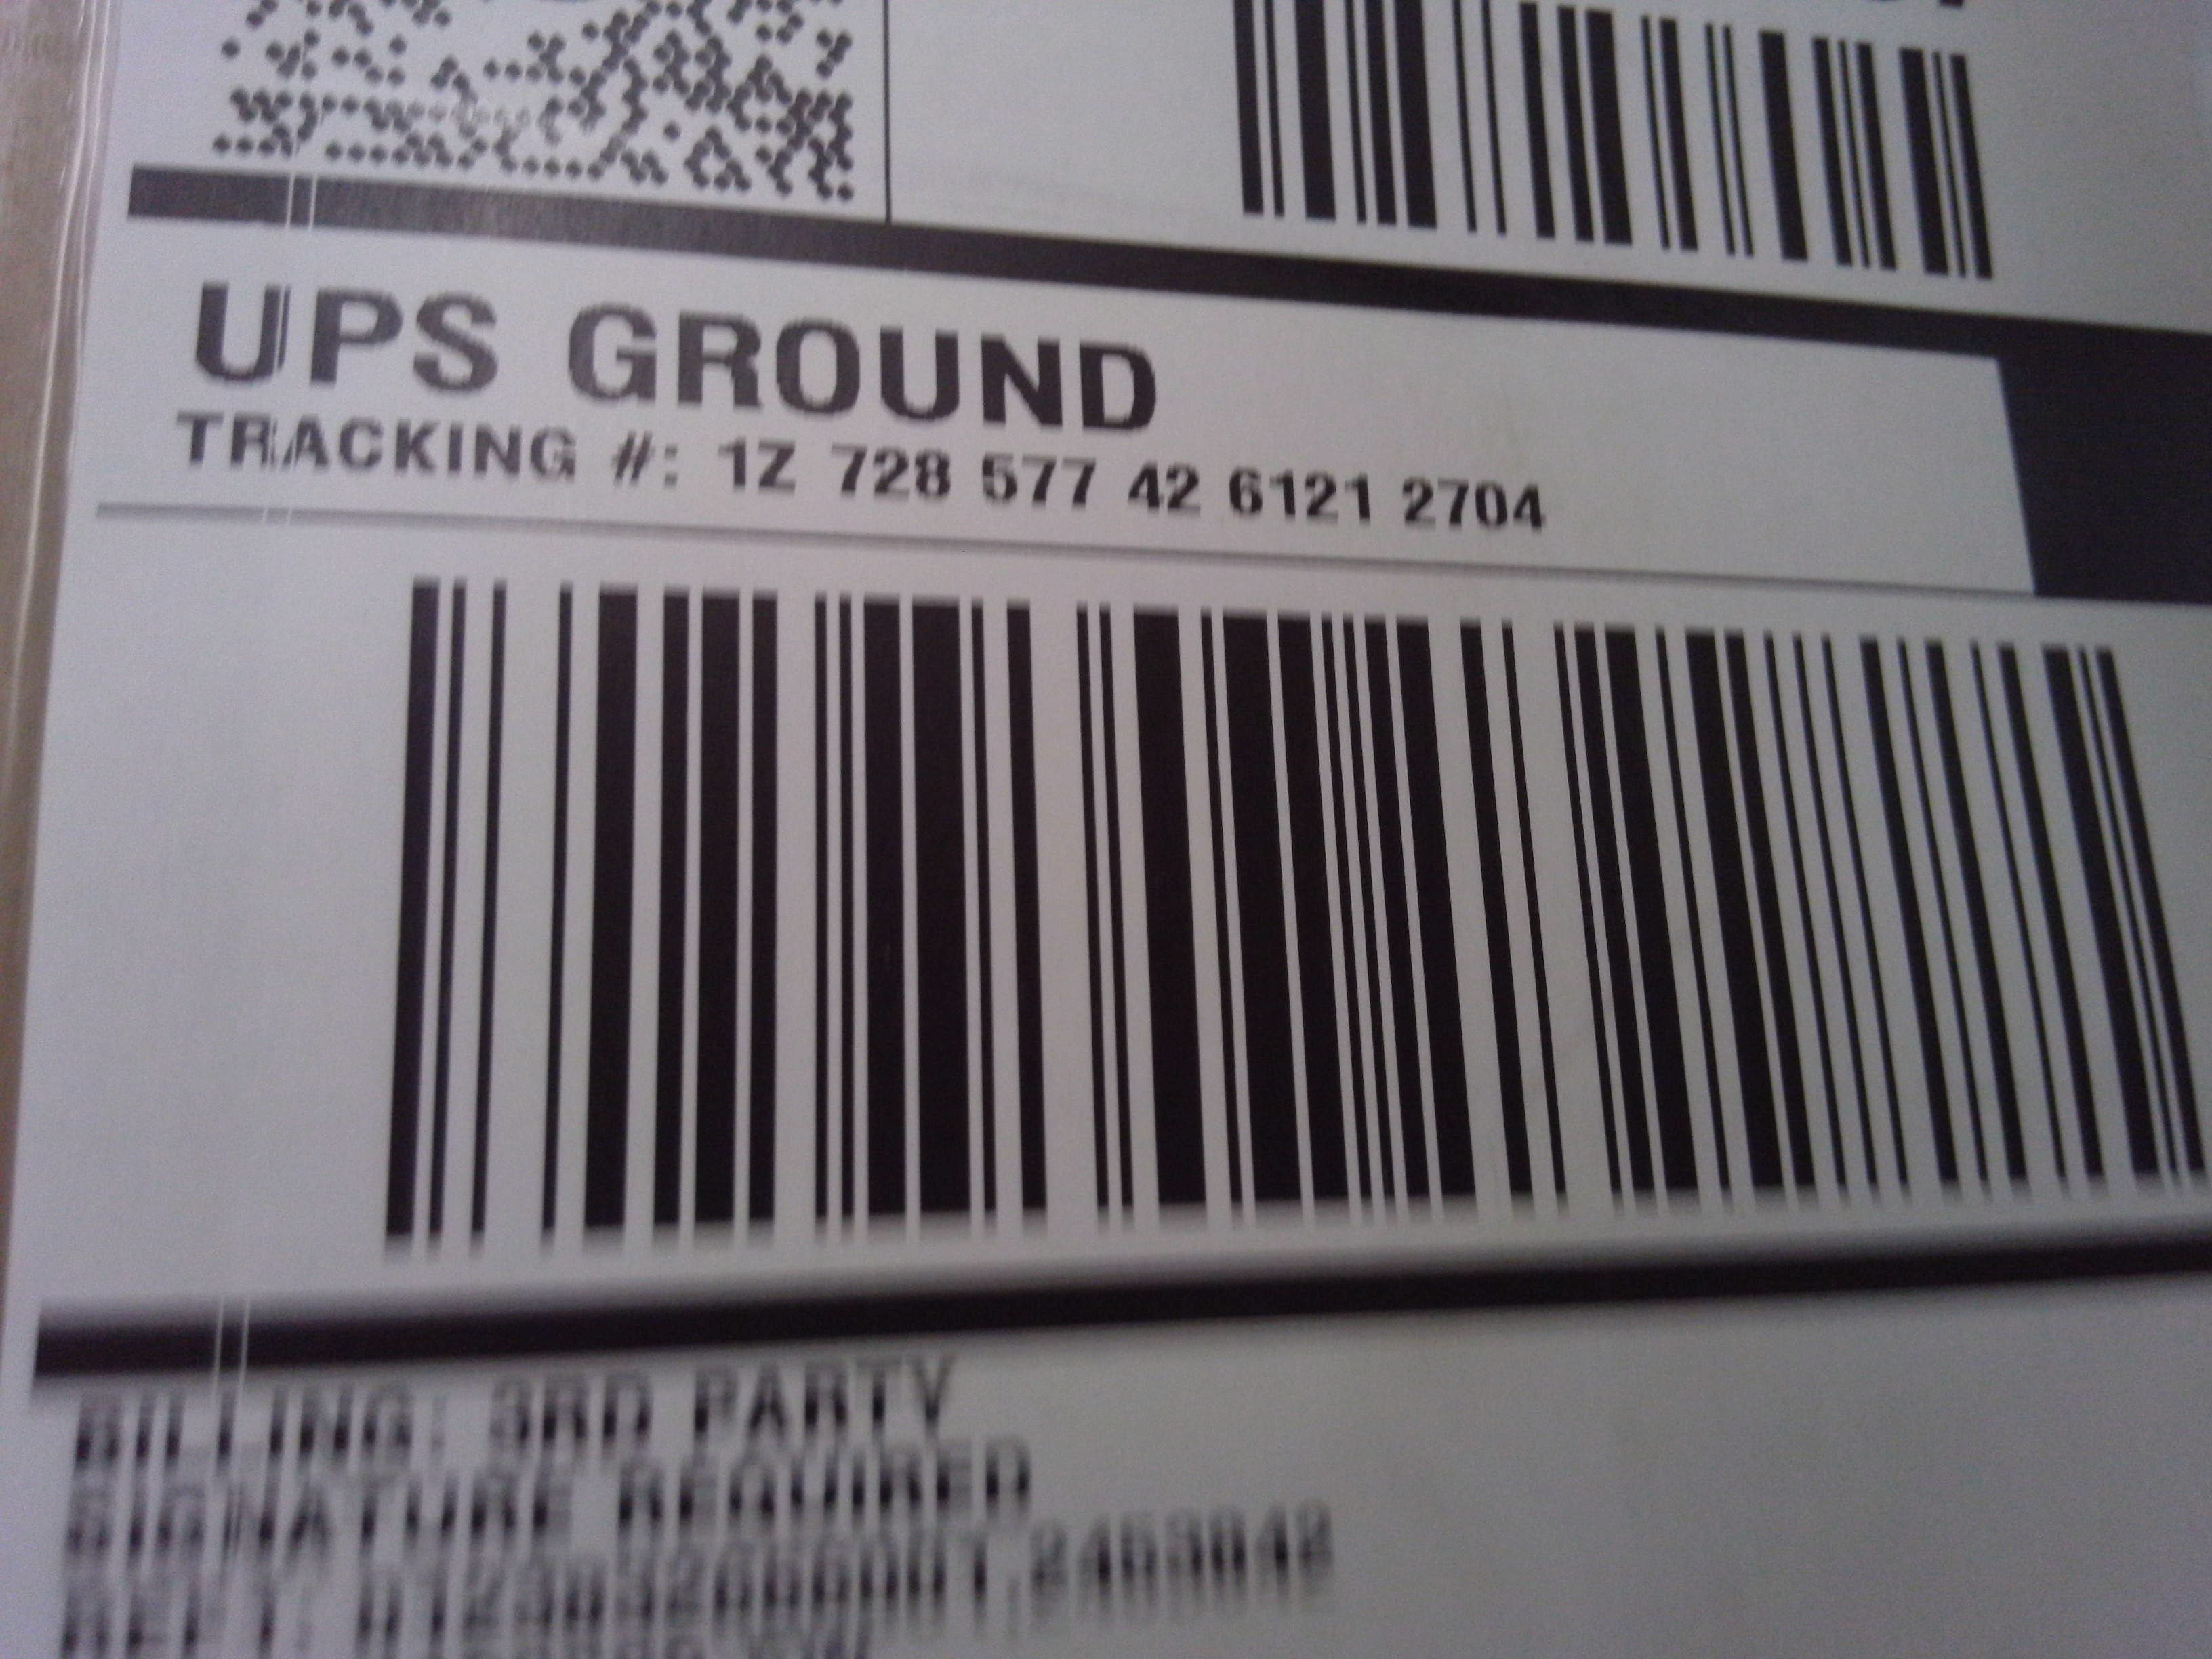 UPS GROUND
TRACKING #: 1Z 728 577 42 6121 2704
BILLING: 3RD PARTY
SIGNATURE REQUIRED